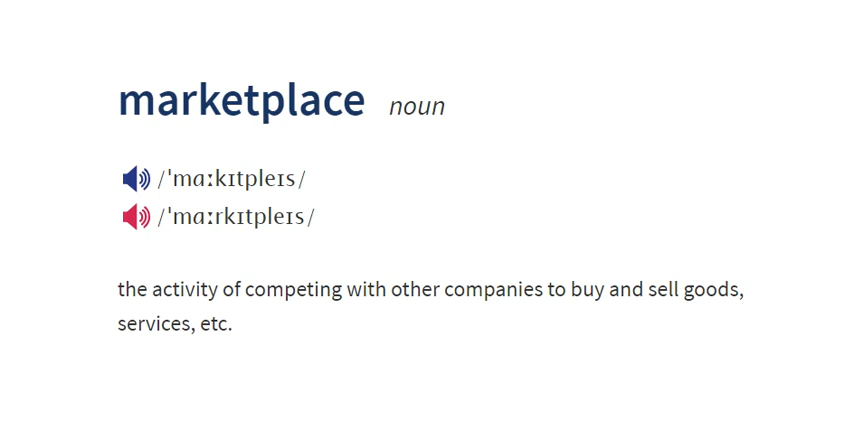 marketplace noun
/ˈmɑːkɪtpleɪs/
/ˈmɑːrkɪtpleɪs/
the activity of competing with other companies to buy and sell goods,
services, etc.